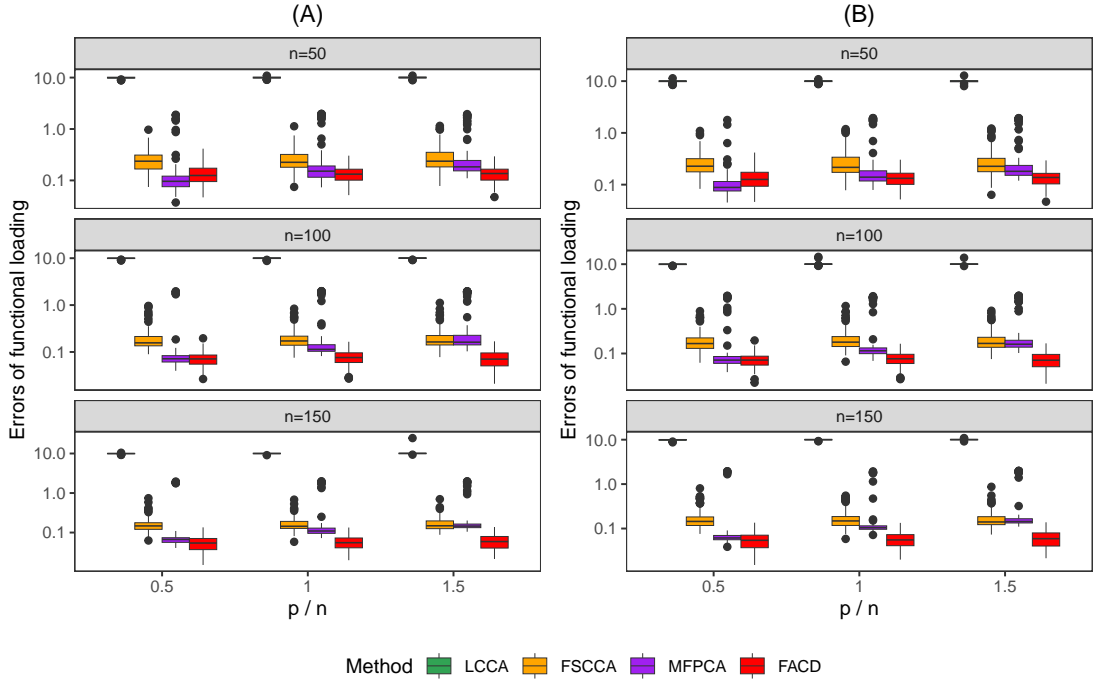 (A)
n=50
10.0
1.0
0.1
n=100
10.0
1.0
0.1
n=150
10.0
1.0
0.1
0.5
1
1.5
p / n
Errors of functional loading
(B)
n=50
10.0
1.0
0.1
n=100
10.0
1.0
0.1
n=150
10.0
1.0
0.1
0.5
1
1.5
p / n
Errors of functional loading
Method LCCA FSCCA MFPCA FACD